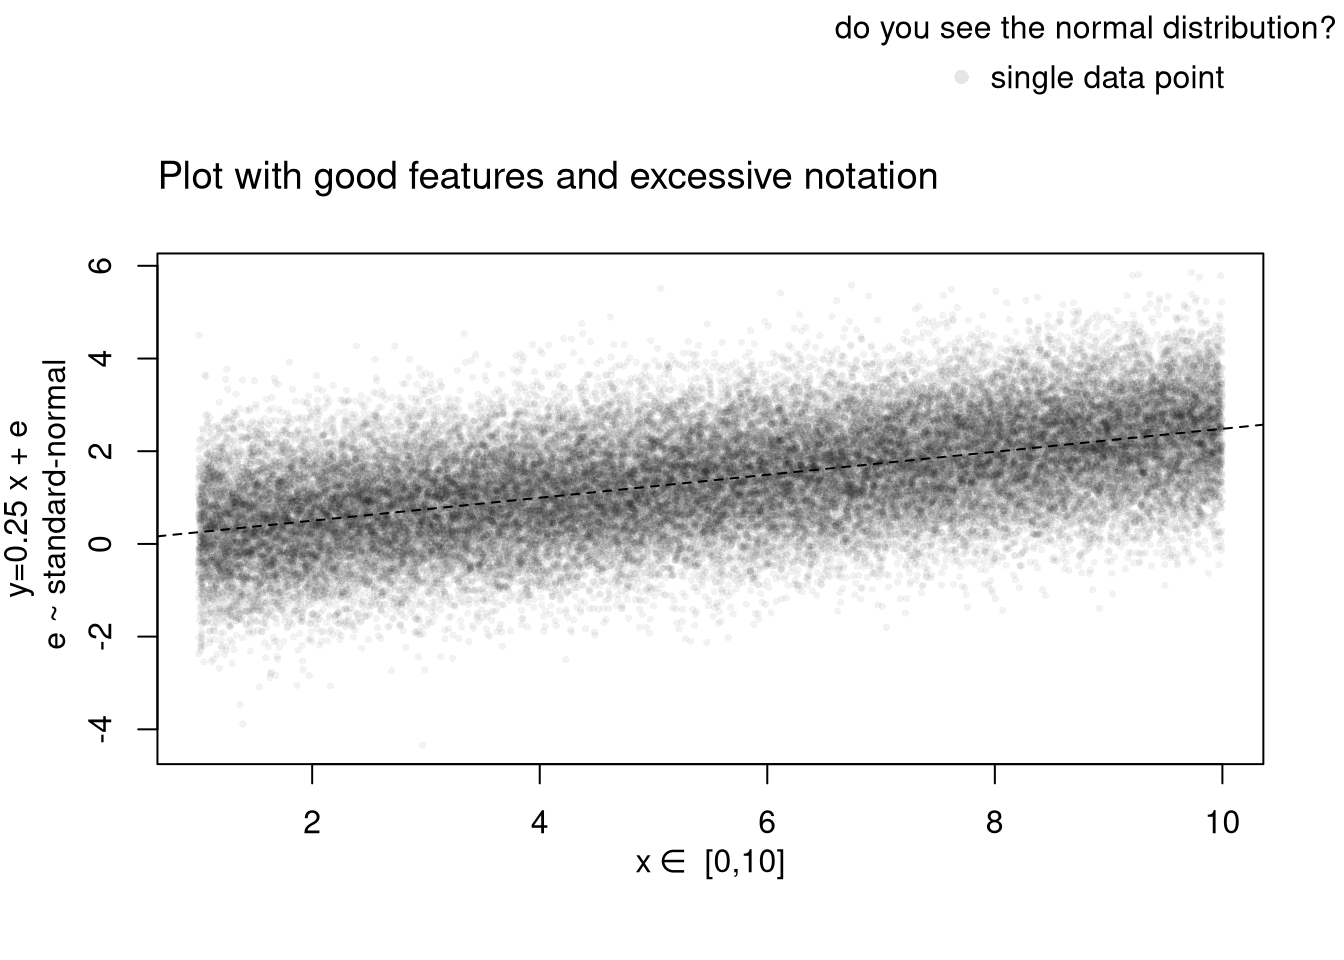 do you see the normal distribution?
single data point
Plot with good features and excessive notation
y=0.25 x + e
e ~ standard-normal
6
4
2
0
-2
-4
2 4 6 8 10
x ∈ [0,10]